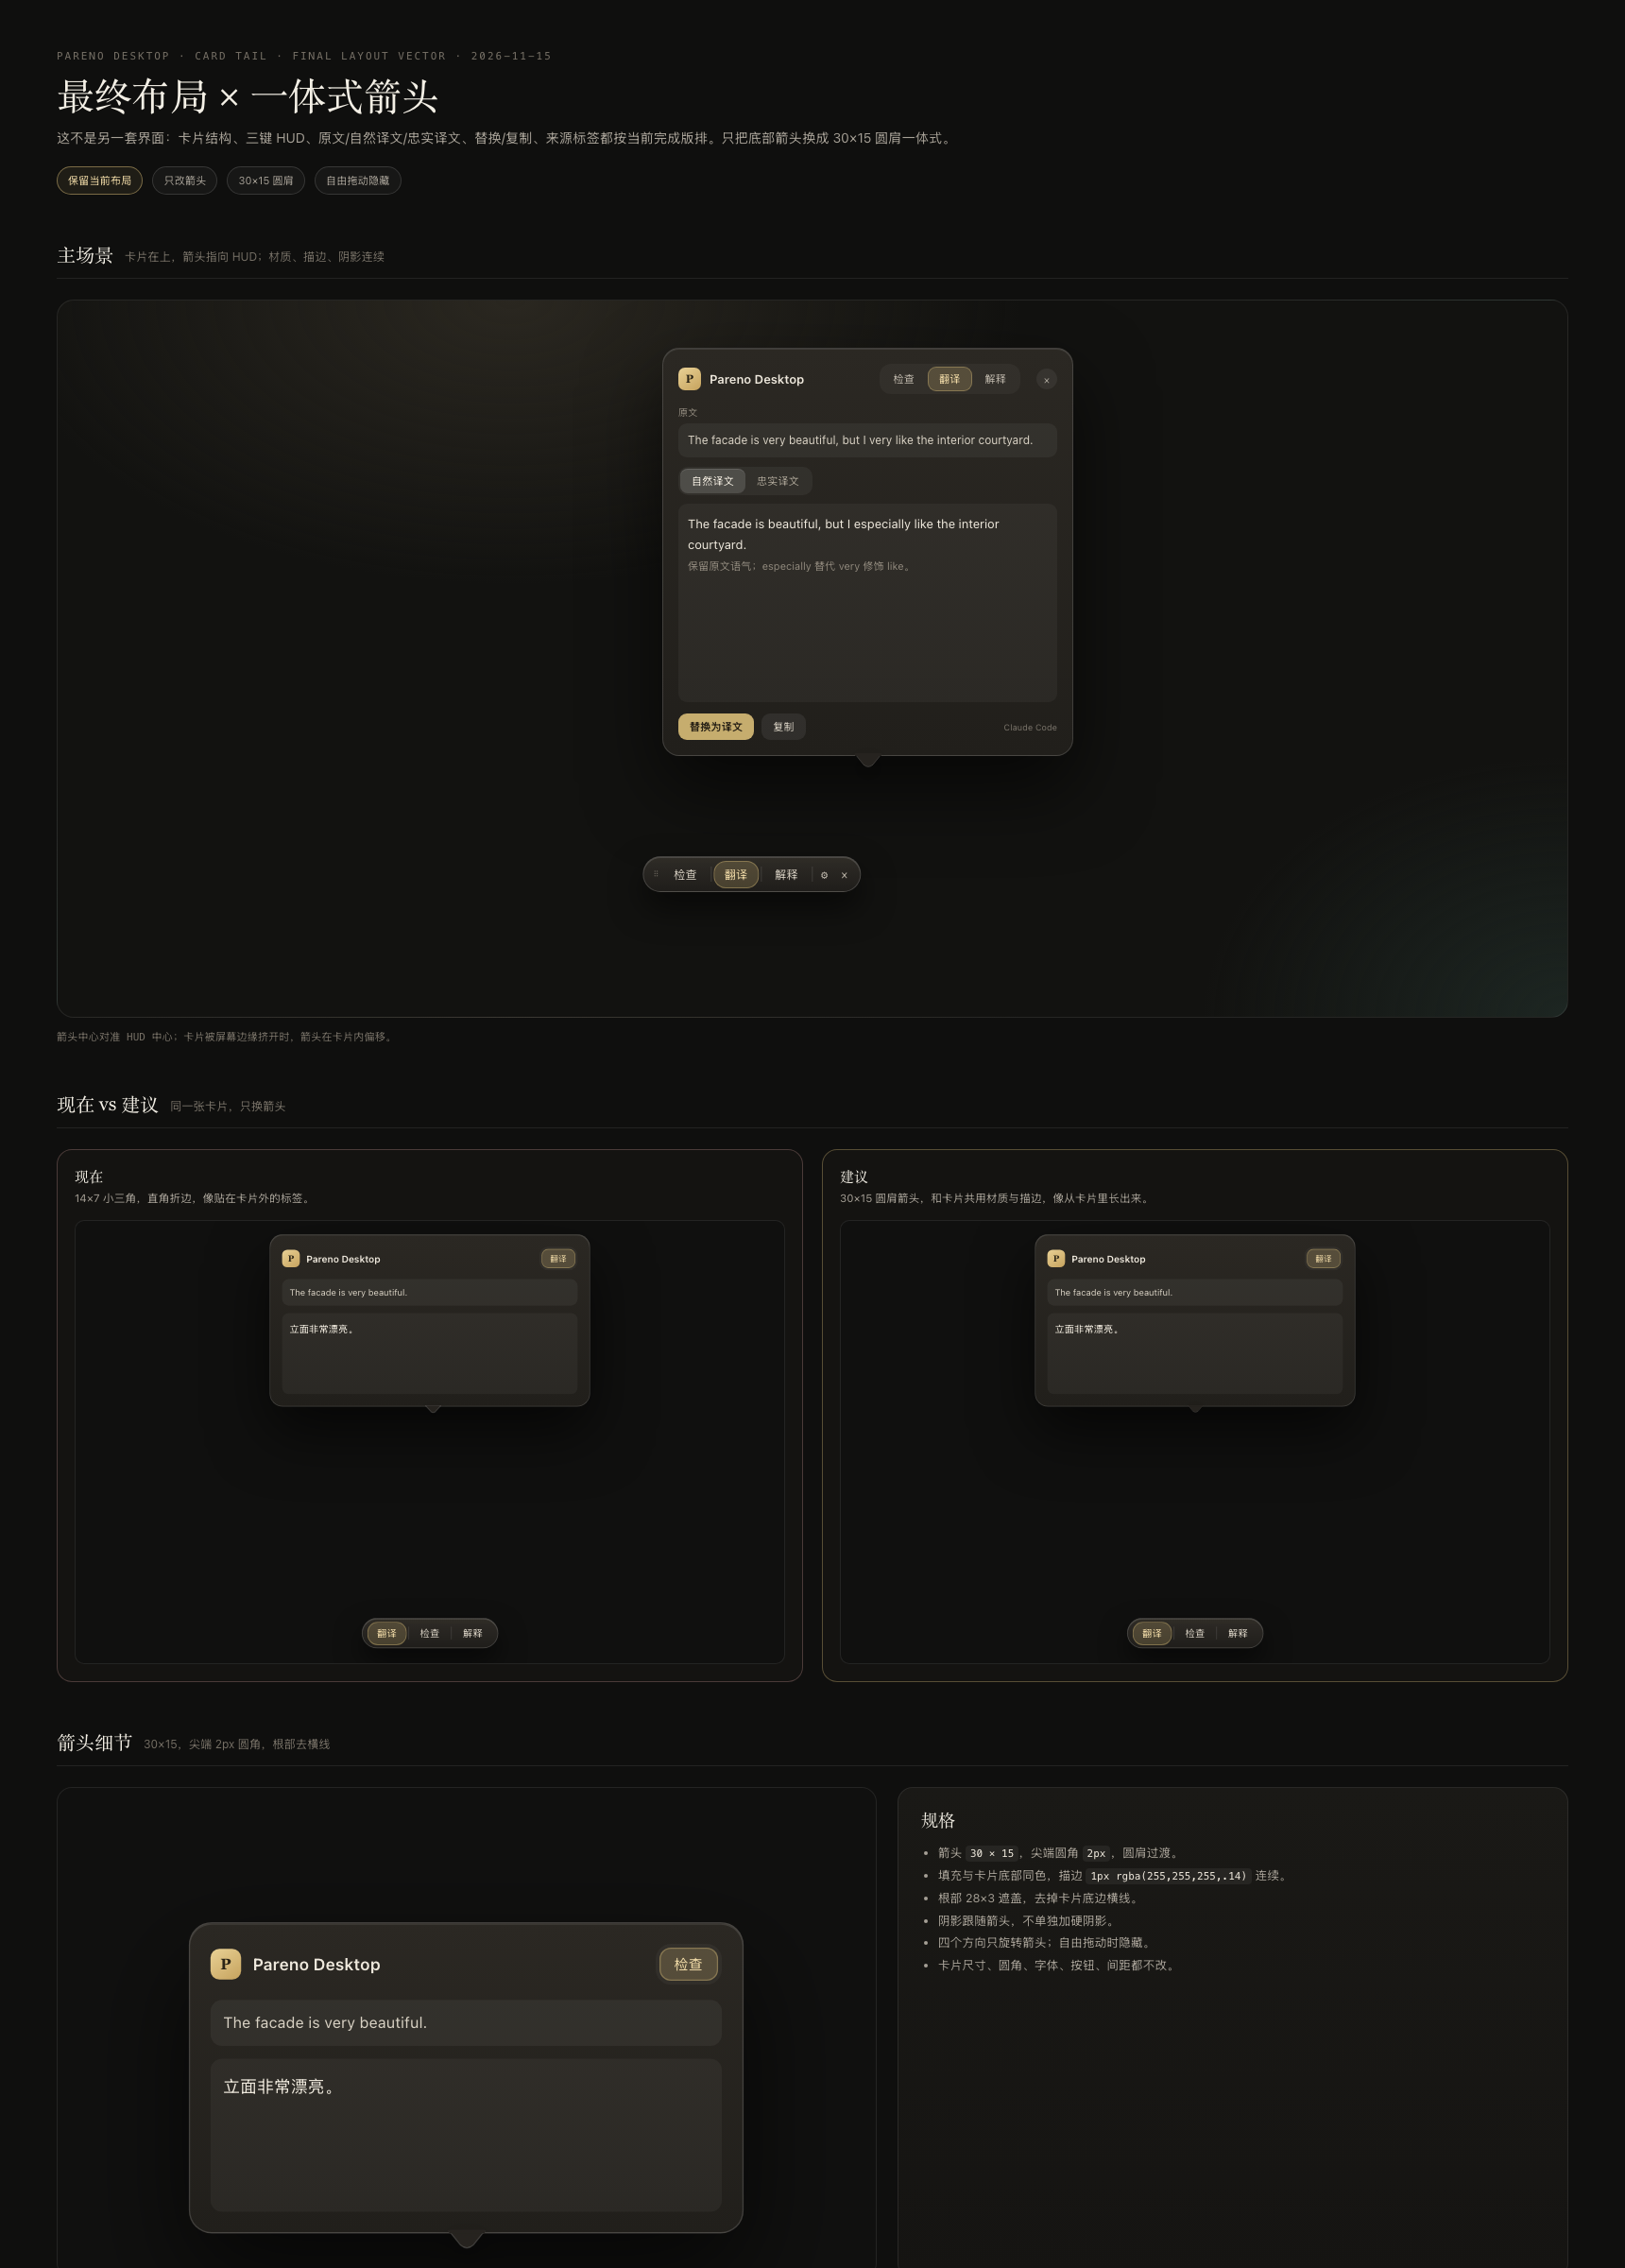 PARENO DESKTOP · CARD TAIL · FINAL LAYOUT VECTOR · 2026-11-15
最终布局 × 一体式箭头
这不是另一套界面：卡片结构、三键 HUD、原文/自然译文/忠实译文、替换/复制、来源标签都按当前完成版排。只把底部箭头换成 30×15 圆肩一体式。
保留当前布局 只改箭头 30×15 圆肩 自由拖动隐藏
主场景 卡片在上，箭头指向 HUD；材质、描边、阴影连续
P Pareno Desktop 检查 翻译 解释 ×
原文
The facade is very beautiful, but I very like the interior courtyard.
自然译文 忠实译文
The facade is beautiful, but I especially like the interior
courtyard.
保留原文语气；especially 替代 very 修饰 like。
替换为译文 复制 Claude Code
检查 翻译 解释 ⚙ ×
箭头中心对准 HUD 中心；卡片被屏幕边缘挤开时，箭头在卡片内偏移。
现在 vs 建议 同一张卡片，只换箭头
现在
14×7 小三角，直角折边，像贴在卡片外的标签。
P Pareno Desktop 翻译
The facade is very beautiful.
立面非常漂亮。
翻译 检查 解释
建议
30×15 圆肩箭头，和卡片共用材质与描边，像从卡片里长出来。
P Pareno Desktop 翻译
The facade is very beautiful.
立面非常漂亮。
翻译 检查 解释
箭头细节 30×15，尖端 2px 圆角，根部去横线
P Pareno Desktop 检查
The facade is very beautiful.
立面非常漂亮。
规格
• 箭头 30 × 15，尖端圆角 2px，圆肩过渡。
• 填充与卡片底部同色，描边 1px rgba(255,255,255,.14) 连续。
• 根部 28×3 遮盖，去掉卡片底边横线。
• 阴影跟随箭头，不单独加硬阴影。
• 四个方向只旋转箭头；自由拖动时隐藏。
• 卡片尺寸、圆角、字体、按钮、间距都不改。